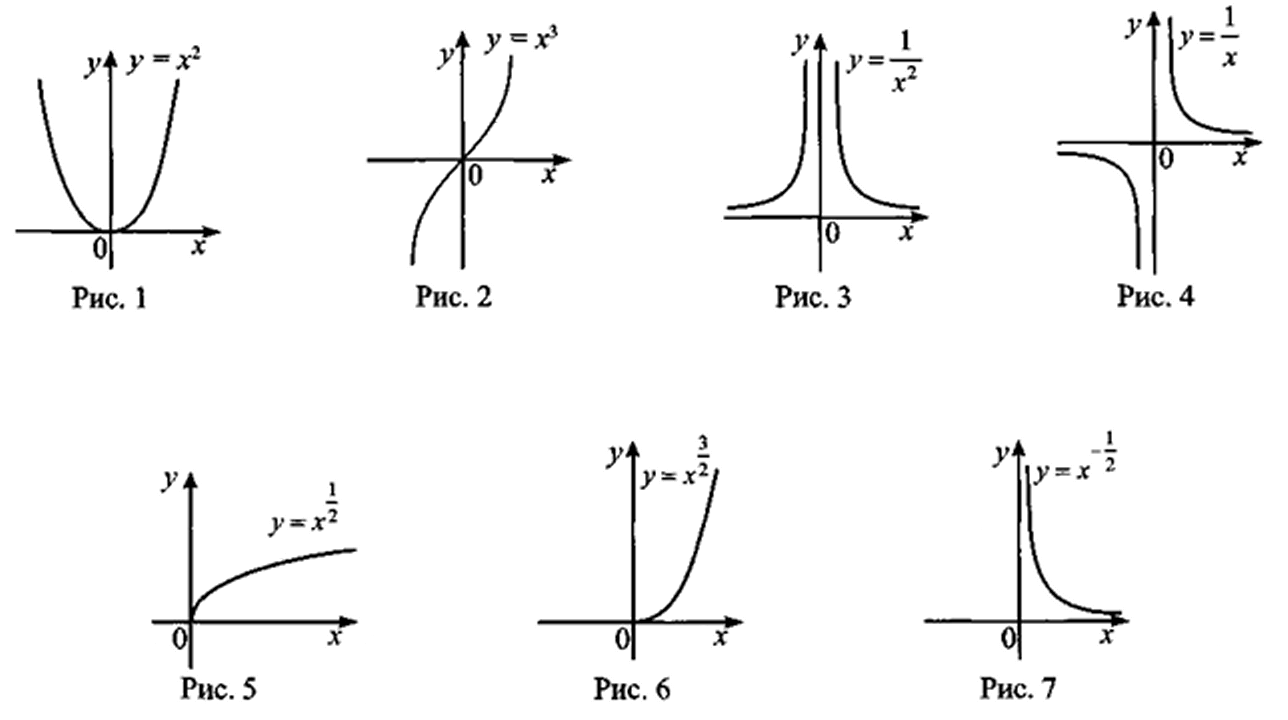 y y = x²
0 x
Рис. 1
y y = x³
0 x
Рис. 2
y y = 1/x²
0 x
Рис. 3
y y = 1/x
0 x
Рис. 4
y y = x^(1/2)
0 x
Рис. 5
y y = x^(3/2)
0 x
Рис. 6
y y = x^(-1/2)
0 x
Рис. 7